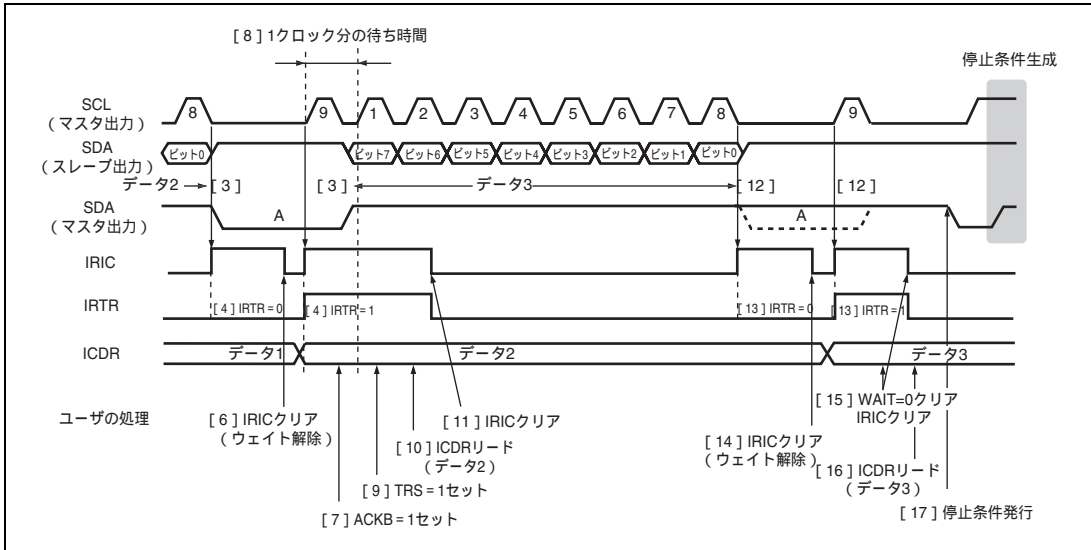 [ 8 ] 1クロック分の待ち時間
停止条件生成
SCL
（マスタ出力）
8 9 1 2 3 4 5 6 7 8 9
SDA
（スレーブ出力）
ビット0 ビット7 ビット6 ビット5 ビット4 ビット3 ビット2 ビット1 ビット0
データ2 [ 3 ] [ 3 ] データ3 [ 12 ] [ 12 ]
SDA
（マスタ出力）
A A
IRIC
IRTR
[ 4 ] IRTR = 0 [ 4 ] IRTR = 1 [ 13 ] IRTR = 0 [ 13 ] IRTR = 1
ICDR
データ1 データ2 データ3
ユーザの処理
[ 6 ] IRICクリア
（ウェイト解除）
[ 11 ] IRICクリア
[ 10 ] ICDRリード
（データ2）
[ 9 ] TRS = 1セット
[ 7 ] ACKB = 1セット
[ 14 ] IRICクリア
（ウェイト解除）
[ 15 ] WAIT=0クリア
IRICクリア
[ 16 ] ICDRリード
（データ3）
[ 17 ] 停止条件発行